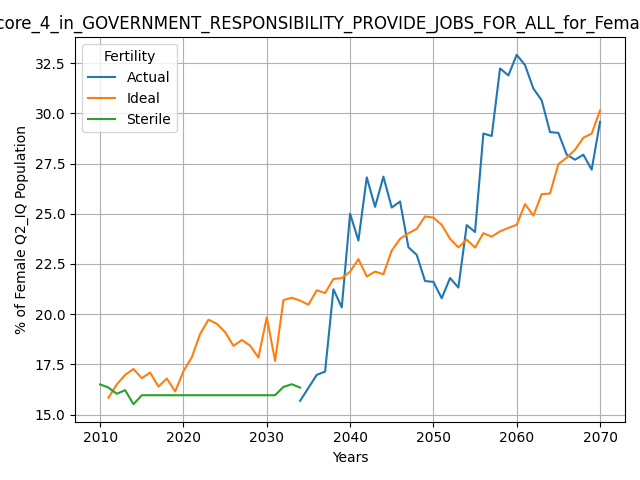 core_4_in_GOVERNMENT_RESPONSIBILITY_PROVIDE_JOBS_FOR_ALL_for_Fema
Fertility
Actual
Ideal
Sterile
% of Female Q2_IQ Population
32.5
30.0
27.5
25.0
22.5
20.0
17.5
15.0
2010 2020 2030 2040 2050 2060 2070
Years